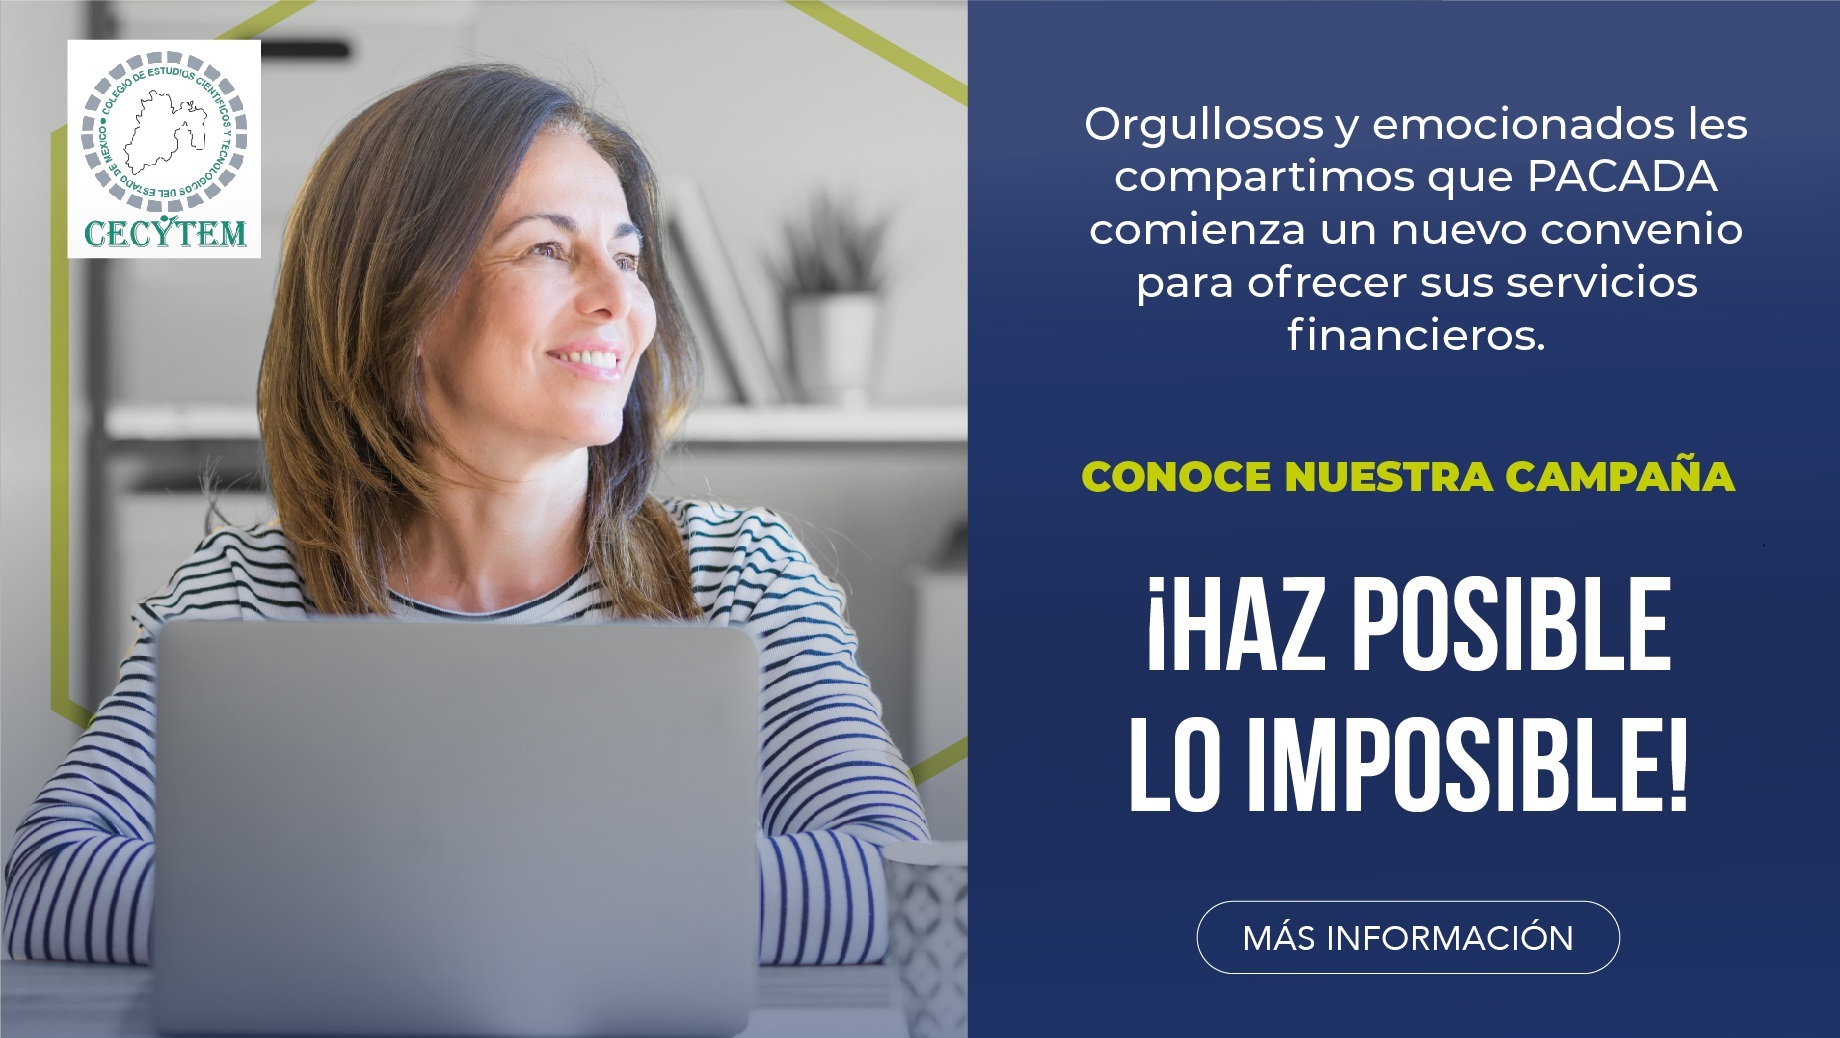 COLEGIO DE ESTUDIOS CIENTÍFICOS Y TECNOLÓGICOS DEL ESTADO DE MÉXICO
CECYTEM
Orgullosos y emocionados les
compartimos que PACADA
comienza un nuevo convenio
para ofrecer sus servicios
financieros.
CONOCE NUESTRA CAMPAÑA
¡HAZ POSIBLE
LO IMPOSIBLE!
MÁS INFORMACIÓN